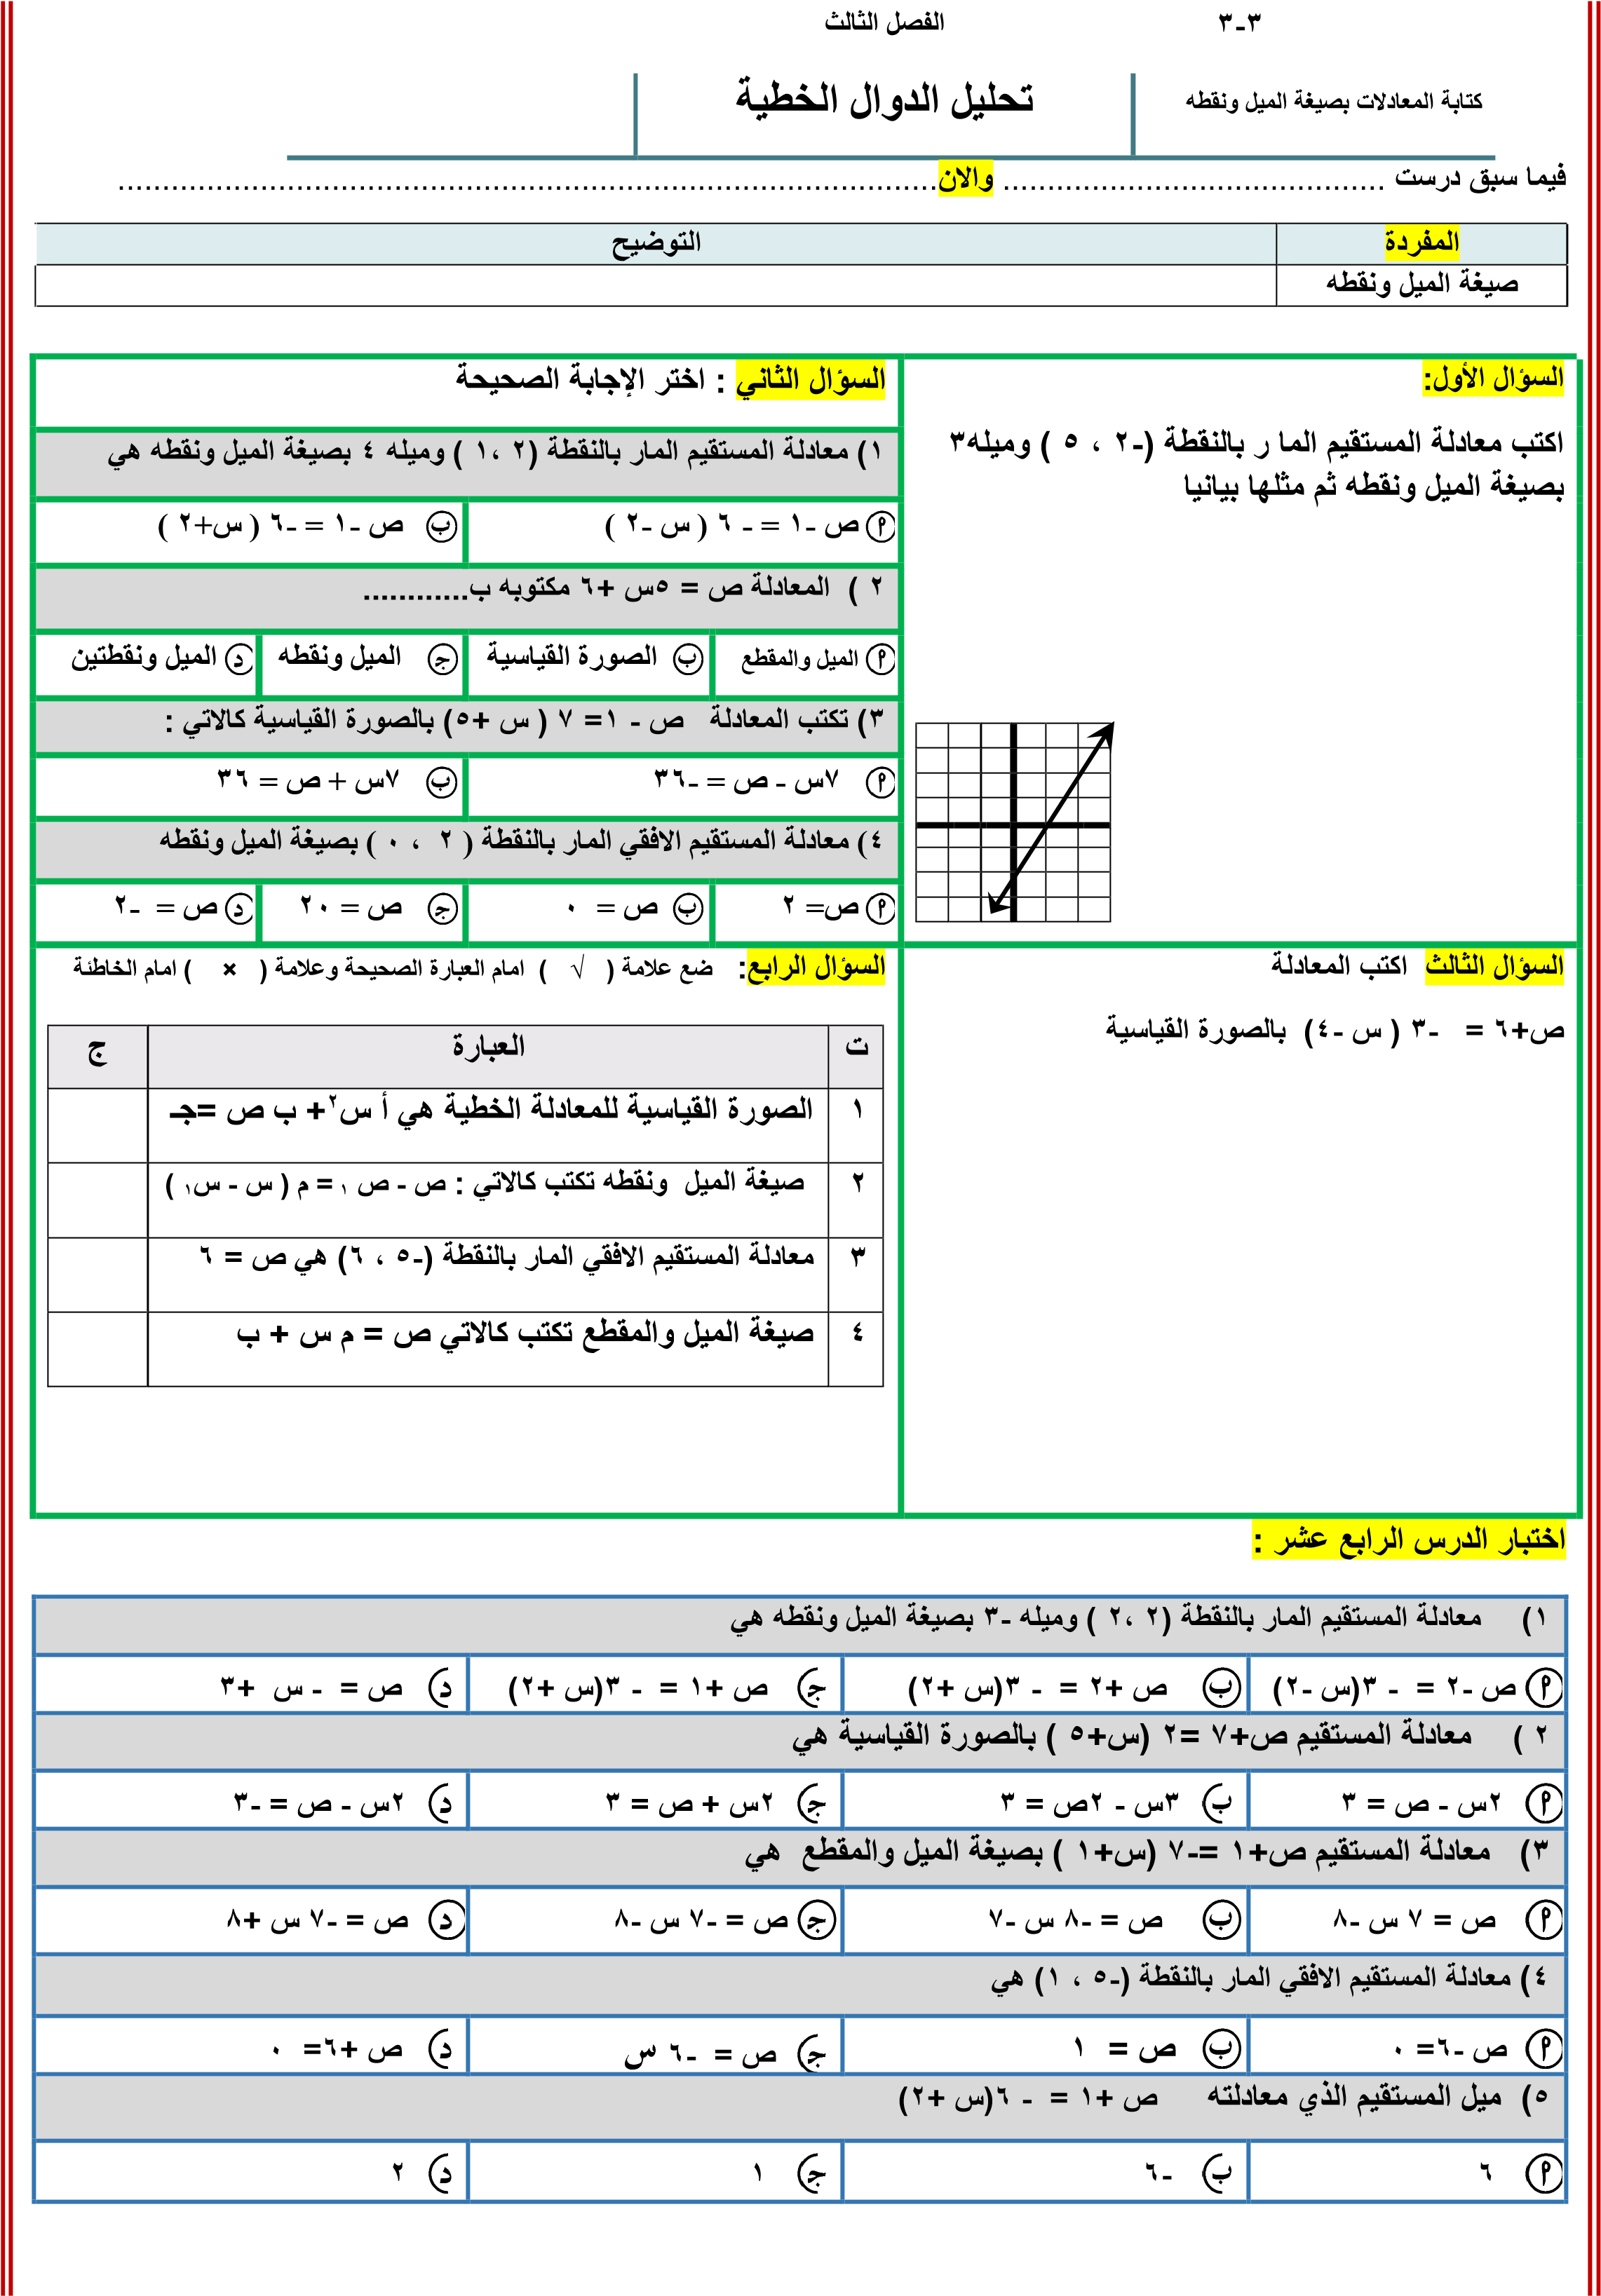 ٣-٣ الفصل الثالث
كتابة المعادلات بصيغة الميل ونقطه
تحليل الدوال الخطية
فيما سبق درست ........................................... والان............................................................................................
المفردة التوضيح
صيغة الميل ونقطه
السؤال الأول:
اكتب معادلة المستقيم الما ر بالنقطة (-٢ ، ٥ ) وميله٣
بصيغة الميل ونقطه ثم مثلها بيانيا
السؤال الثاني : اختر الإجابة الصحيحة
١) معادلة المستقيم المار بالنقطة (٢ ،١ ) وميله ٤ بصيغة الميل ونقطه هي
أ ص -١ = - ٦ ( س -٢ ) ب ص -١ = -٦ ( س+٢ )
٢ ) المعادلة ص = ٥س +٦ مكتوبه ب............
أ الميل والمقطع ب الصورة القياسية ج الميل ونقطه د الميل ونقطتين
٣) تكتب المعادلة ص - ١= ٧ ( س +٥) بالصورة القياسية كالاتي :
أ ٧س - ص = -٣٦ ب ٧س + ص = ٣٦
٤) معادلة المستقيم الافقي المار بالنقطة ( ٢ ، ٠ ) بصيغة الميل ونقطه
أ ص= ٢ ب ص = ٠ ج ص = ٢٠ د ص = -٢
السؤال الثالث اكتب المعادلة
ص+٦ = -٣ ( س -٤) بالصورة القياسية
السؤال الرابع: ضع علامة ( √ ) امام العبارة الصحيحة وعلامة ( × ) امام الخاطئة
ت العبارة ج
١ الصورة القياسية للمعادلة الخطية هي أ س٢+ ب ص =جـ
٢ صيغة الميل ونقطه تكتب كالاتي : ص - ص ١ = م ( س - س١ )
٣ معادلة المستقيم الافقي المار بالنقطة (-٥ ، ٦) هي ص = ٦
٤ صيغة الميل والمقطع تكتب كالاتي ص = م س + ب
اختبار الدرس الرابع عشر :
١) معادلة المستقيم المار بالنقطة (٢ ،٢ ) وميله -٣ بصيغة الميل ونقطه هي
أ ص -٢ = - ٣(س -٢) ب ص +٢ = - ٣(س +٢) ج ص +١ = - ٣(س +٢) د ص = - س +٣
٢ ) معادلة المستقيم ص+٧ =٢ (س+٥ ) بالصورة القياسية هي
أ ٢س - ص = ٣ ب ٣س - ٢ص = ٣ ج ٢س + ص = ٣ د ٢س - ص = -٣
٣) معادلة المستقيم ص+١ =-٧ (س+١ ) بصيغة الميل والمقطع هي
أ ص = ٧ س -٨ ب ص = -٨ س -٧ ج ص = -٧ س -٨ د ص = -٧ س +٨
٤) معادلة المستقيم الافقي المار بالنقطة (-٥ ، ١) هي
أ ص -٦= ٠ ب ص = ١ ج ص = -٦ س د ص +٦= ٠
٥) ميل المستقيم الذي معادلته ص +١ = - ٦(س +٢)
أ ٦ ب -٦ ج ١ د ٢